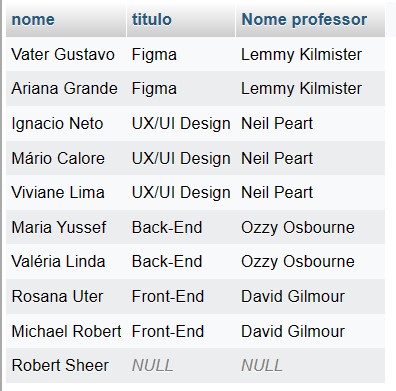 nome titulo Nome professor
Vater Gustavo Figma Lemmy Kilmister
Ariana Grande Figma Lemmy Kilmister
Ignacio Neto UX/UI Design Neil Peart
Mário Calore UX/UI Design Neil Peart
Viviane Lima UX/UI Design Neil Peart
Maria Yussef Back-End Ozzy Osbourne
Valéria Linda Back-End Ozzy Osbourne
Rosana Uter Front-End David Gilmour
Michael Robert Front-End David Gilmour
Robert Sheer NULL NULL